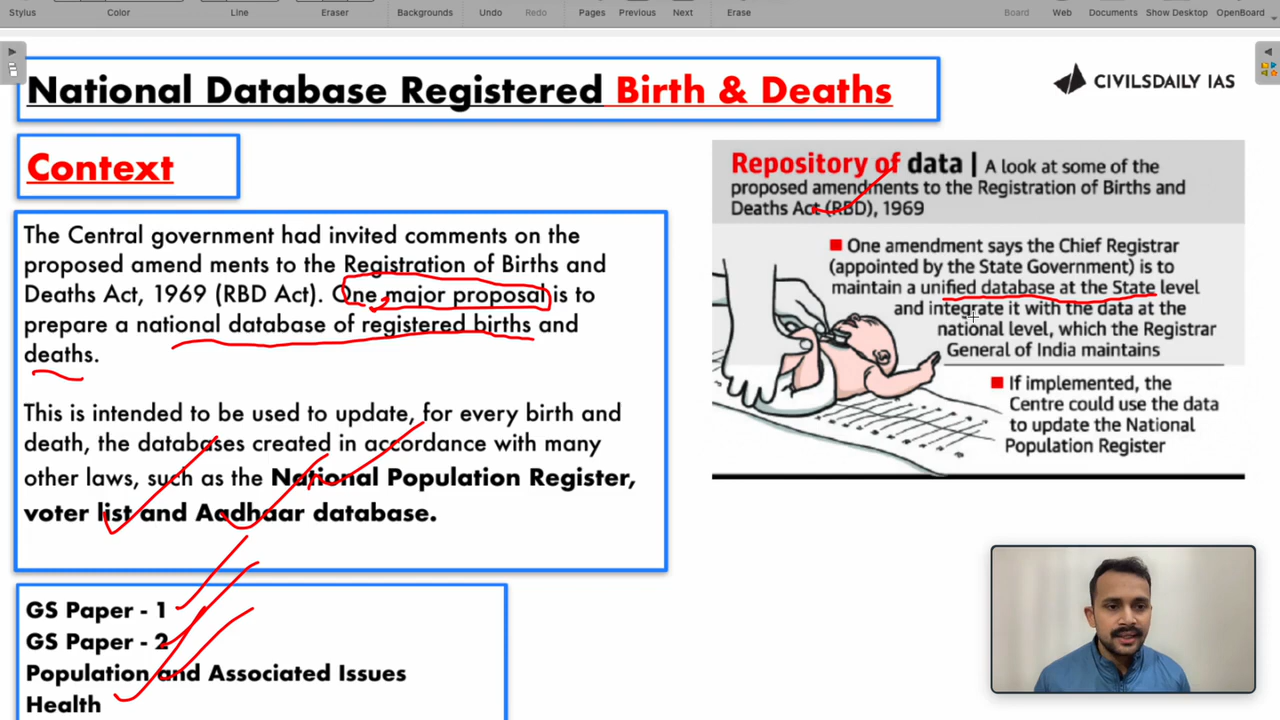 Stylus Color Line Eraser Backgrounds Undo Redo Pages Previous Next Erase Board Web Documents Show Desktop OpenBoard
National Database Registered Birth & Deaths
CIVILSDAILY IAS
Context
The Central government had invited comments on the
proposed amend ments to the Registration of Births and
Deaths Act, 1969 (RBD Act). One major proposal is to
prepare a national database of registered births and
deaths.
This is intended to be used to update, for every birth and
death, the databases created in accordance with many
other laws, such as the National Population Register,
voter list and Aadhaar database.
GS Paper - 1
GS Paper - 2
Population and Associated Issues
Health
Repository of data | A look at some of the
proposed amendments to the Registration of Births and
Deaths Act (RBD), 1969
One amendment says the Chief Registrar
(appointed by the State Government) is to
maintain a unified database at the State level
and integrate it with the data at the
national level, which the Registrar
General of India maintains
If implemented, the
Centre could use the data
to update the National
Population Register